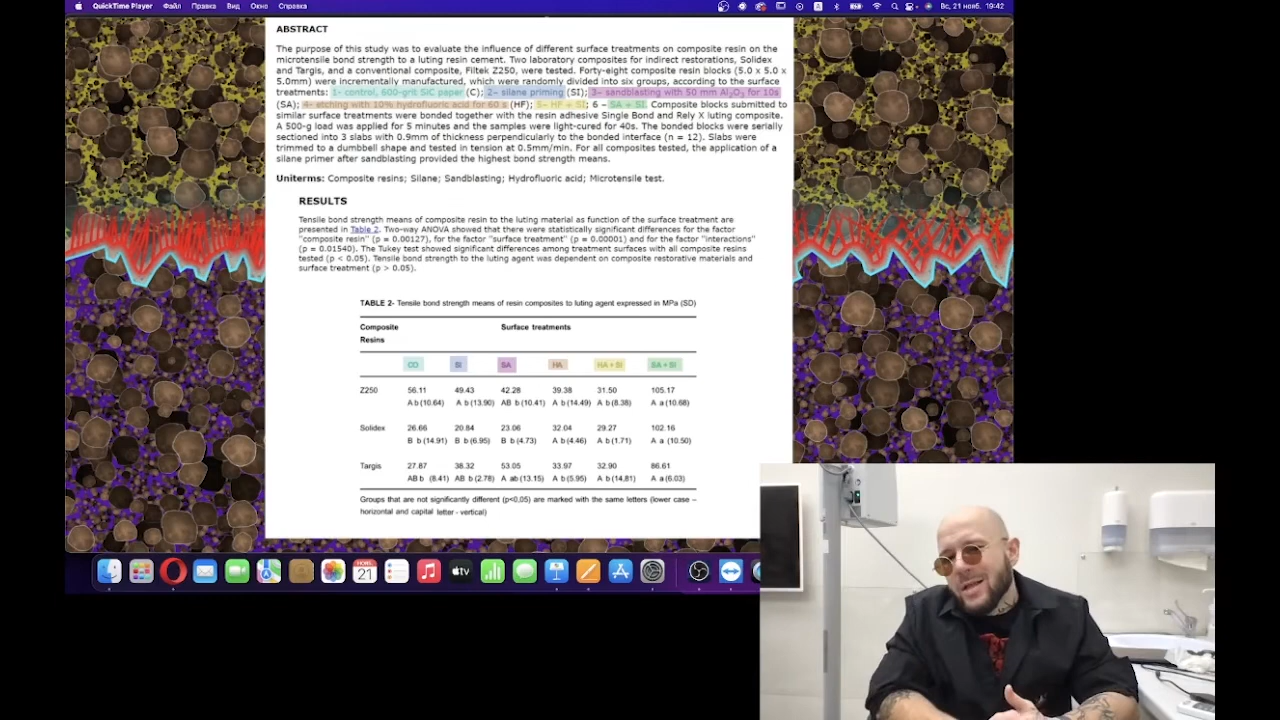 QuickTime Player Файл Правка Вид Окно Справка Вс, 21 нояб. 19:42
ABSTRACT
The purpose of this study was to evaluate the influence of different surface treatments on composite resin on the
microtensile bond strength to a luting resin cement. Two laboratory composites for indirect restorations, Solidex
and Targis, and a conventional composite, Filtek Z250, were tested. Forty-eight composite resin blocks (5.0 x 5.0 x
5.0mm) were incrementally manufactured, which were randomly divided into six groups, according to the surface
treatments: 1- control, 600-grit SiC paper (C); 2- silane priming (SI); 3- sandblasting with 50 mm Al2O3 for 10s
(SA); 4- etching with 10% hydrofluoric acid for 60 s (HF); 5- HF + SI; 6 - SA + SI. Composite blocks submitted to
similar surface treatments were bonded together with the resin adhesive Single Bond and Rely X luting composite.
A 500-g load was applied for 5 minutes and the samples were light-cured for 40s. The bonded blocks were serially
sectioned into 3 slabs with 0.9mm of thickness perpendicularly to the bonded interface (n = 12). Slabs were
trimmed to a dumbbell shape and tested in tension at 0.5mm/min. For all composites tested, the application of a
silane primer after sandblasting provided the highest bond strength means.
Uniterms: Composite resins; Silane; Sandblasting; Hydrofluoric acid; Microtensile test.
RESULTS
Tensile bond strength means of composite resin to the luting material as function of the surface treatment are
presented in Table 2. Two-way ANOVA showed that there were statistically significant differences for the factor
"composite resin" (p = 0.00127), for the factor "surface treatment" (p = 0.00001) and for the factor "interactions"
(p = 0.01540). The Tukey test showed significant differences among treatment surfaces with all composite resins
tested (p < 0.05). Tensile bond strength to the luting agent was dependent on composite restorative materials and
surface treatment (p > 0.05).
TABLE 2- Tensile bond strength means of resin composites to luting agent expressed in MPa (SD)
Composite Surface treatments
Resins
CO SI SA HA HA + SI SA + SI
Z250 56.11 49.43 42.28 39.38 31.50 105.17
A b (10.64) A b (13.90) AB b (10.41) A b (14.49) A b (8.38) A a (10.68)
Solidex 26.66 20.84 23.06 32.04 29.27 102.16
B b (14.91) B b (6.95) B b (4.73) A b (4.46) A b (1.71) A a (10.50)
Targis 27.87 38.32 53.05 33.97 32.90 86.61
AB b (8.41) AB b (2.78) A ab (13.15) A b (5.95) A b (14,81) A a (6.03)
Groups that are not significantly different (p<0,05) are marked with the same letters (lower case –
horizontal and capital letter - vertical)
НОЯБ.
21
tv